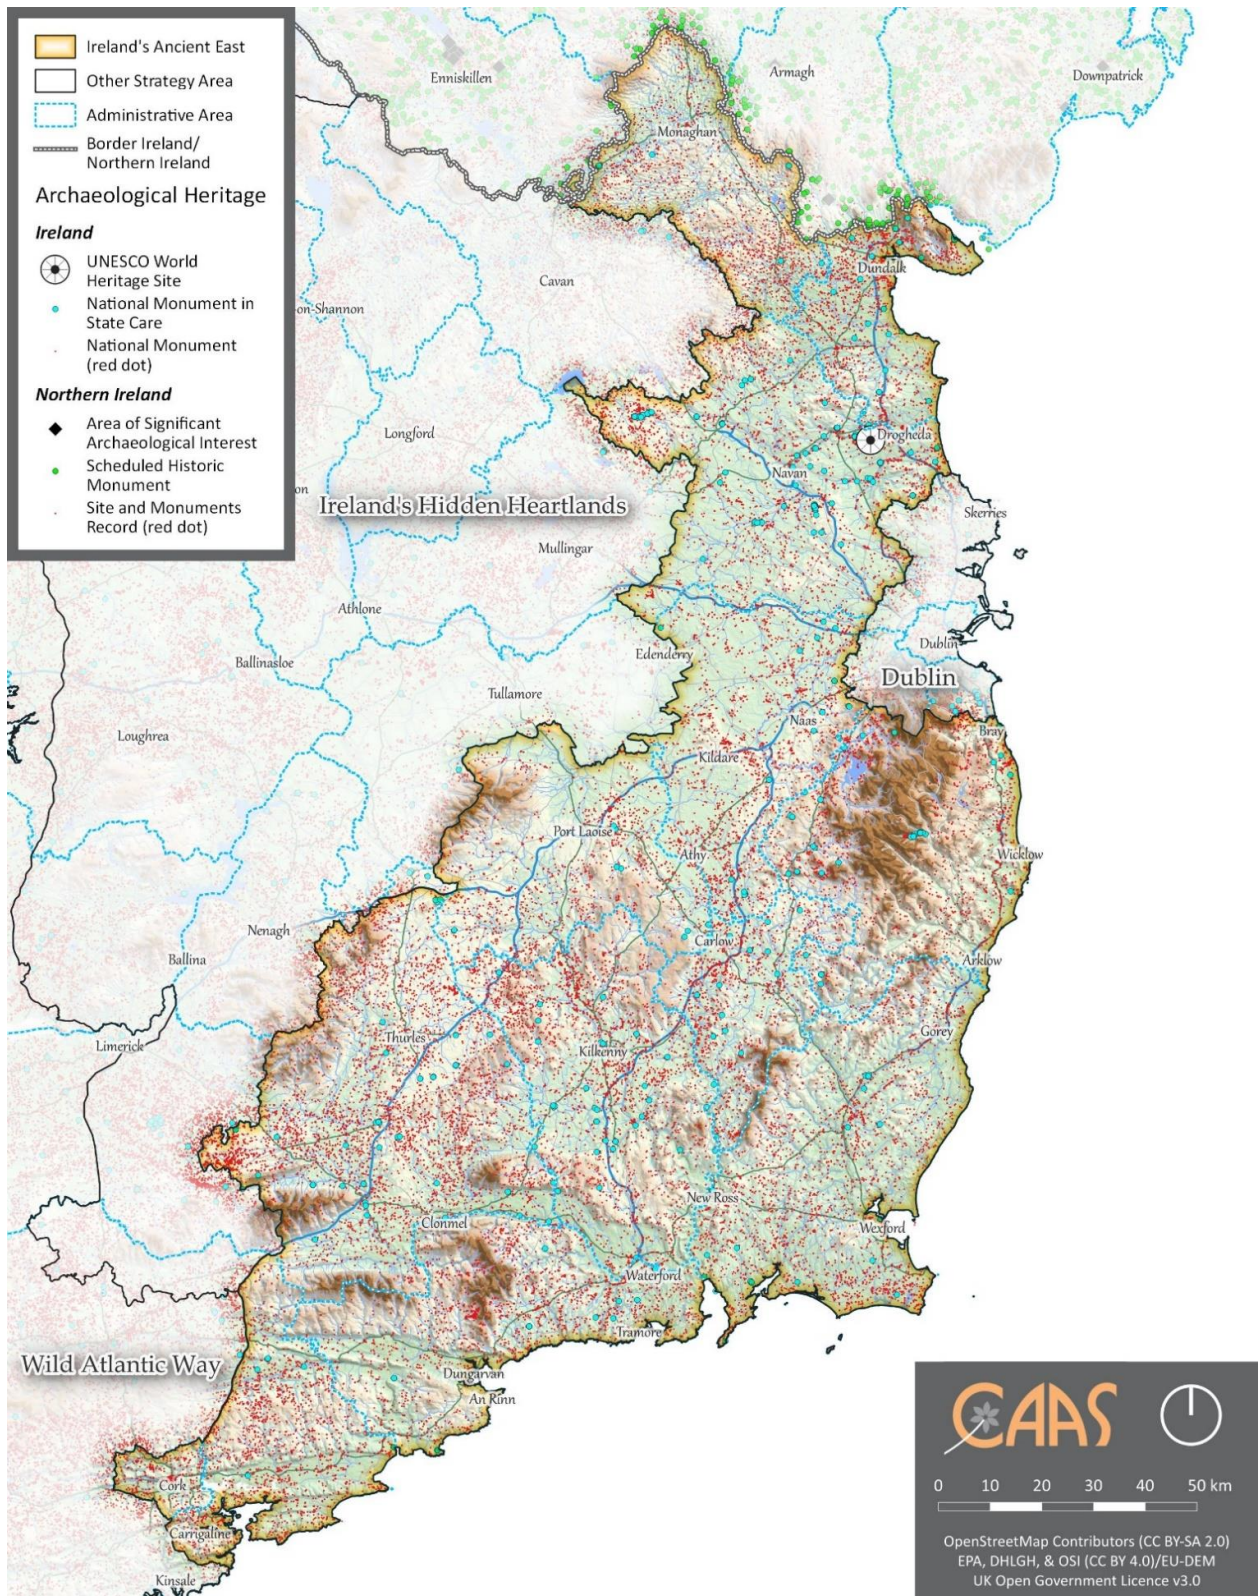 Ireland's Ancient East
Other Strategy Area
Administrative Area
Border Ireland/
Northern Ireland
Archaeological Heritage
Ireland
UNESCO World
Heritage Site
National Monument in
State Care
National Monument
(red dot)
Northern Ireland
Area of Significant
Archaeological Interest
Scheduled Historic
Monument
Site and Monuments
Record (red dot)
Enniskillen
Armagh
Downpatrick
Monaghan
Dundalk
Cavan
-on-Shannon
Longford
Drogheda
Navan
on
Ireland's Hidden Heartlands
Skerries
Mullingar
Athlone
Dublin
Edenderry
Ballinasloe
Dublin
Tullamore
Naas
Bray
Loughrea
Kildare
Port Laoise
Athy
Wicklow
Nenagh
Carlow
Ballina
Arklow
Gorey
Thurles
Limerick
Kilkenny
New Ross
Clonmel
Wexford
Waterford
Tramore
Wild Atlantic Way
Dungarvan
An Rinn
Cork
Carrigaline
Kinsale
CAAS
0 10 20 30 40 50 km
OpenStreetMap Contributors (CC BY-SA 2.0)
EPA, DHLGH, & OSI (CC BY 4.0)/EU-DEM
UK Open Government Licence v3.0